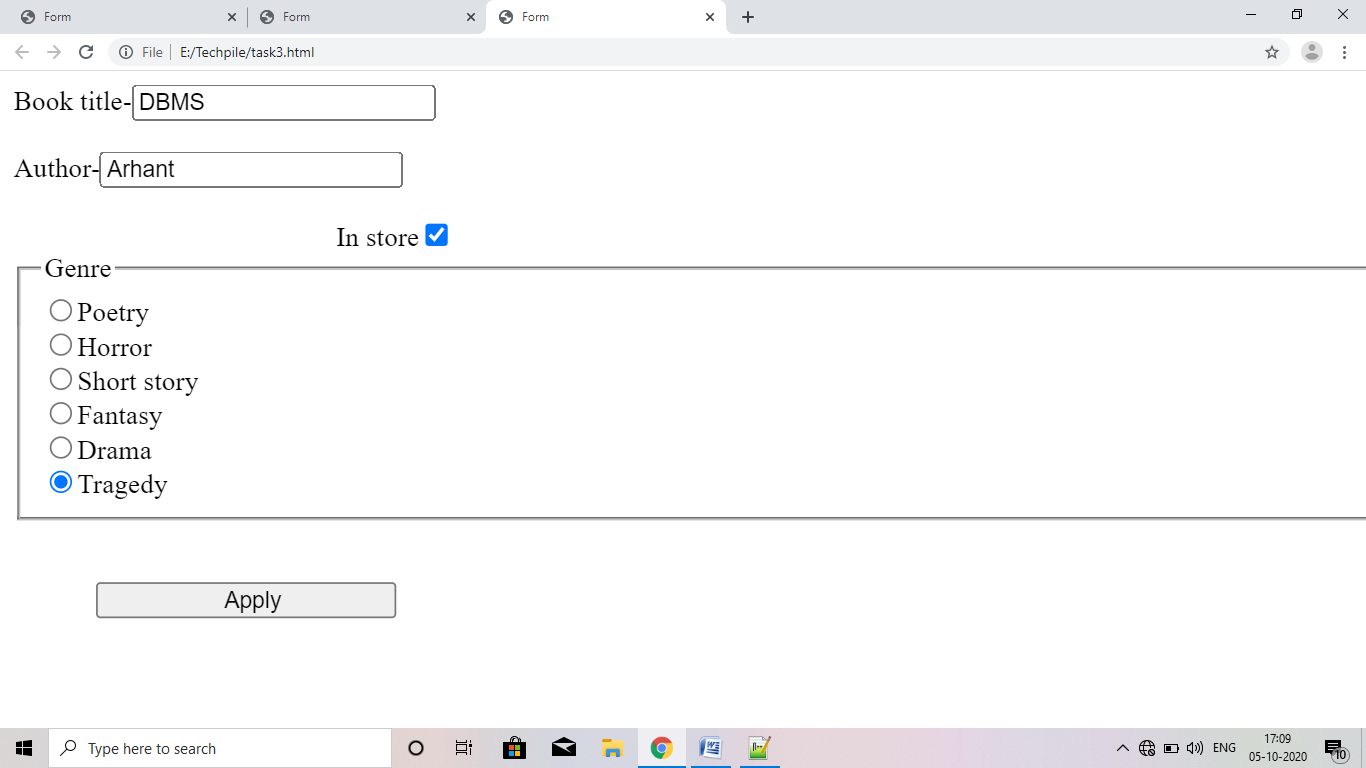 Form Form Form
File E:/Techpile/task3.html
Book title-DBMS
Author-Arhant
In store
Genre
Poetry
Horror
Short story
Fantasy
Drama
Tragedy
Apply
Type here to search
ENG
17:09
05-10-2020
10